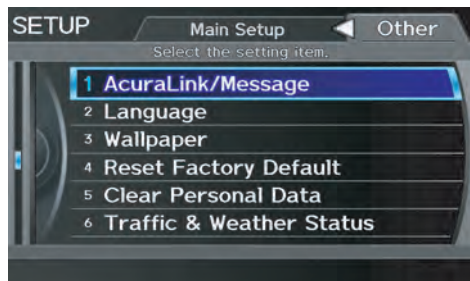 SETUP Main Setup Other
Select the setting item.
1 AcuraLink/Message
2 Language
3 Wallpaper
4 Reset Factory Default
5 Clear Personal Data
6 Traffic & Weather Status